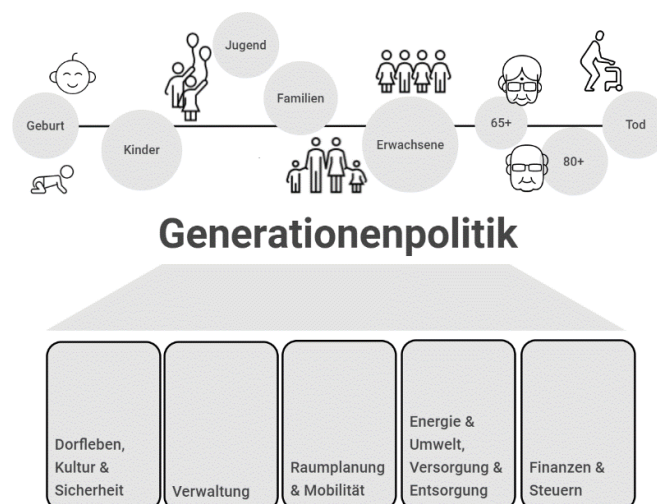 Jugend
Familien
Geburt
Kinder
Erwachsene
65+
80+
Tod
Generationenpolitik
Dorfleben,
Kultur &
Sicherheit
Verwaltung
Raumplanung
& Mobilität
Energie &
Umwelt,
Versorgung &
Entsorgung
Finanzen &
Steuern